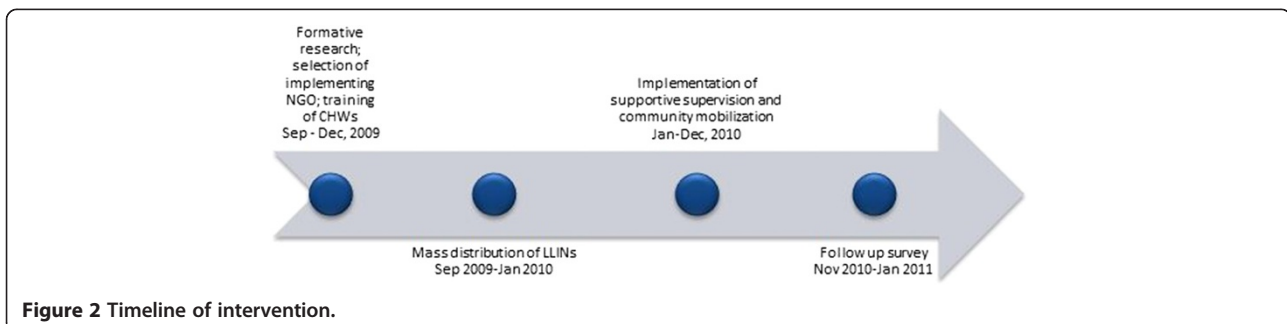 Formative
research;
selection of
implementing
NGO; training
of CHWs
Sep - Dec, 2009
Implementation of
supportive supervision and
community mobilization
Jan-Dec, 2010
Mass distribution of LLINs
Sep 2009-Jan 2010
Follow up survey
Nov 2010-Jan 2011
Figure 2 Timeline of intervention.